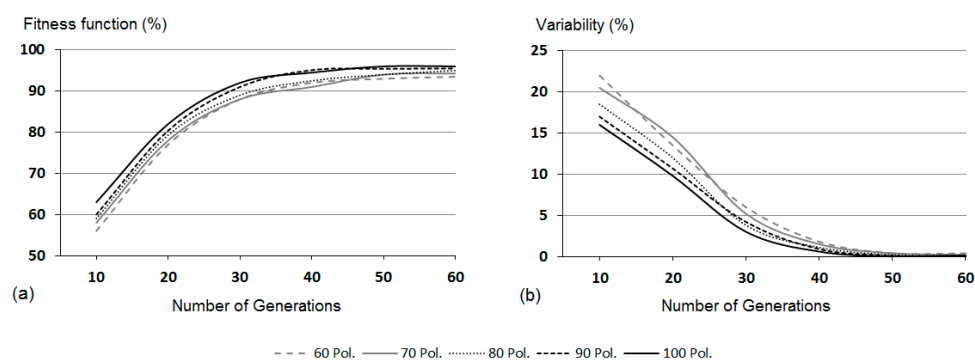 Fitness function (%)
100
90
80
70
60
50
10 20 30 40 50 60
(a)
Number of Generations
Variability (%)
25
20
15
10
5
0
10 20 30 40 50 60
(b)
Number of Generations
60 Pol. 70 Pol. 80 Pol. 90 Pol. 100 Pol.